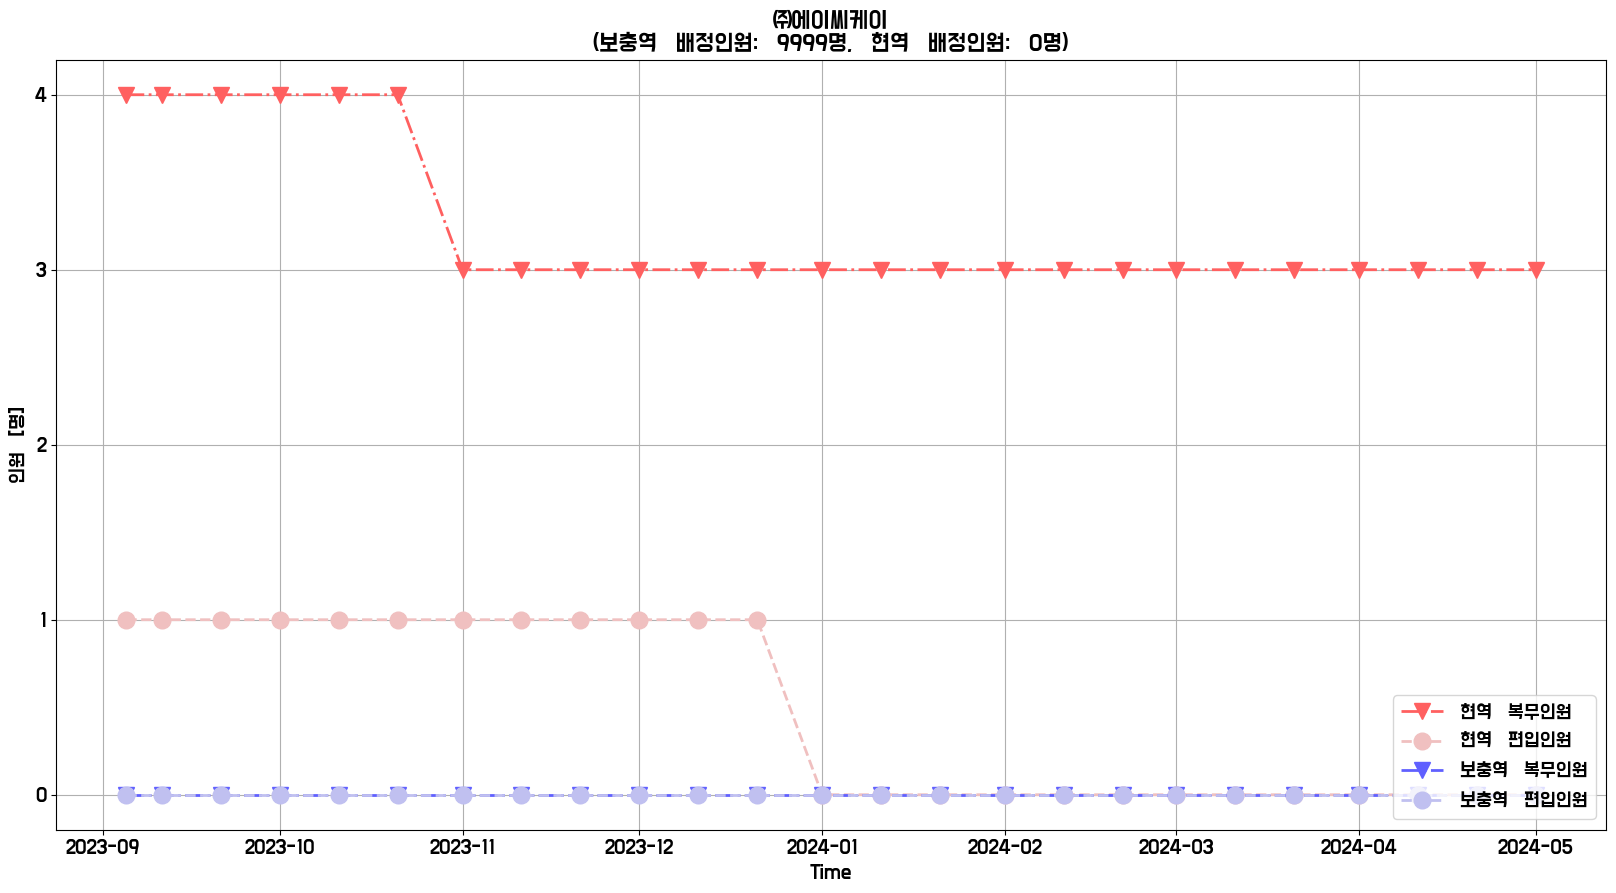 ㈜에이씨케이
(보충역 배정인원: 9999명, 현역 배정인원: 0명)
인원 [명]
4
3
2
1
0
2023-09 2023-10 2023-11 2023-12 2024-01 2024-02 2024-03 2024-04 2024-05
Time
현역 복무인원
현역 편입인원
보충역 복무인원
보충역 편입인원